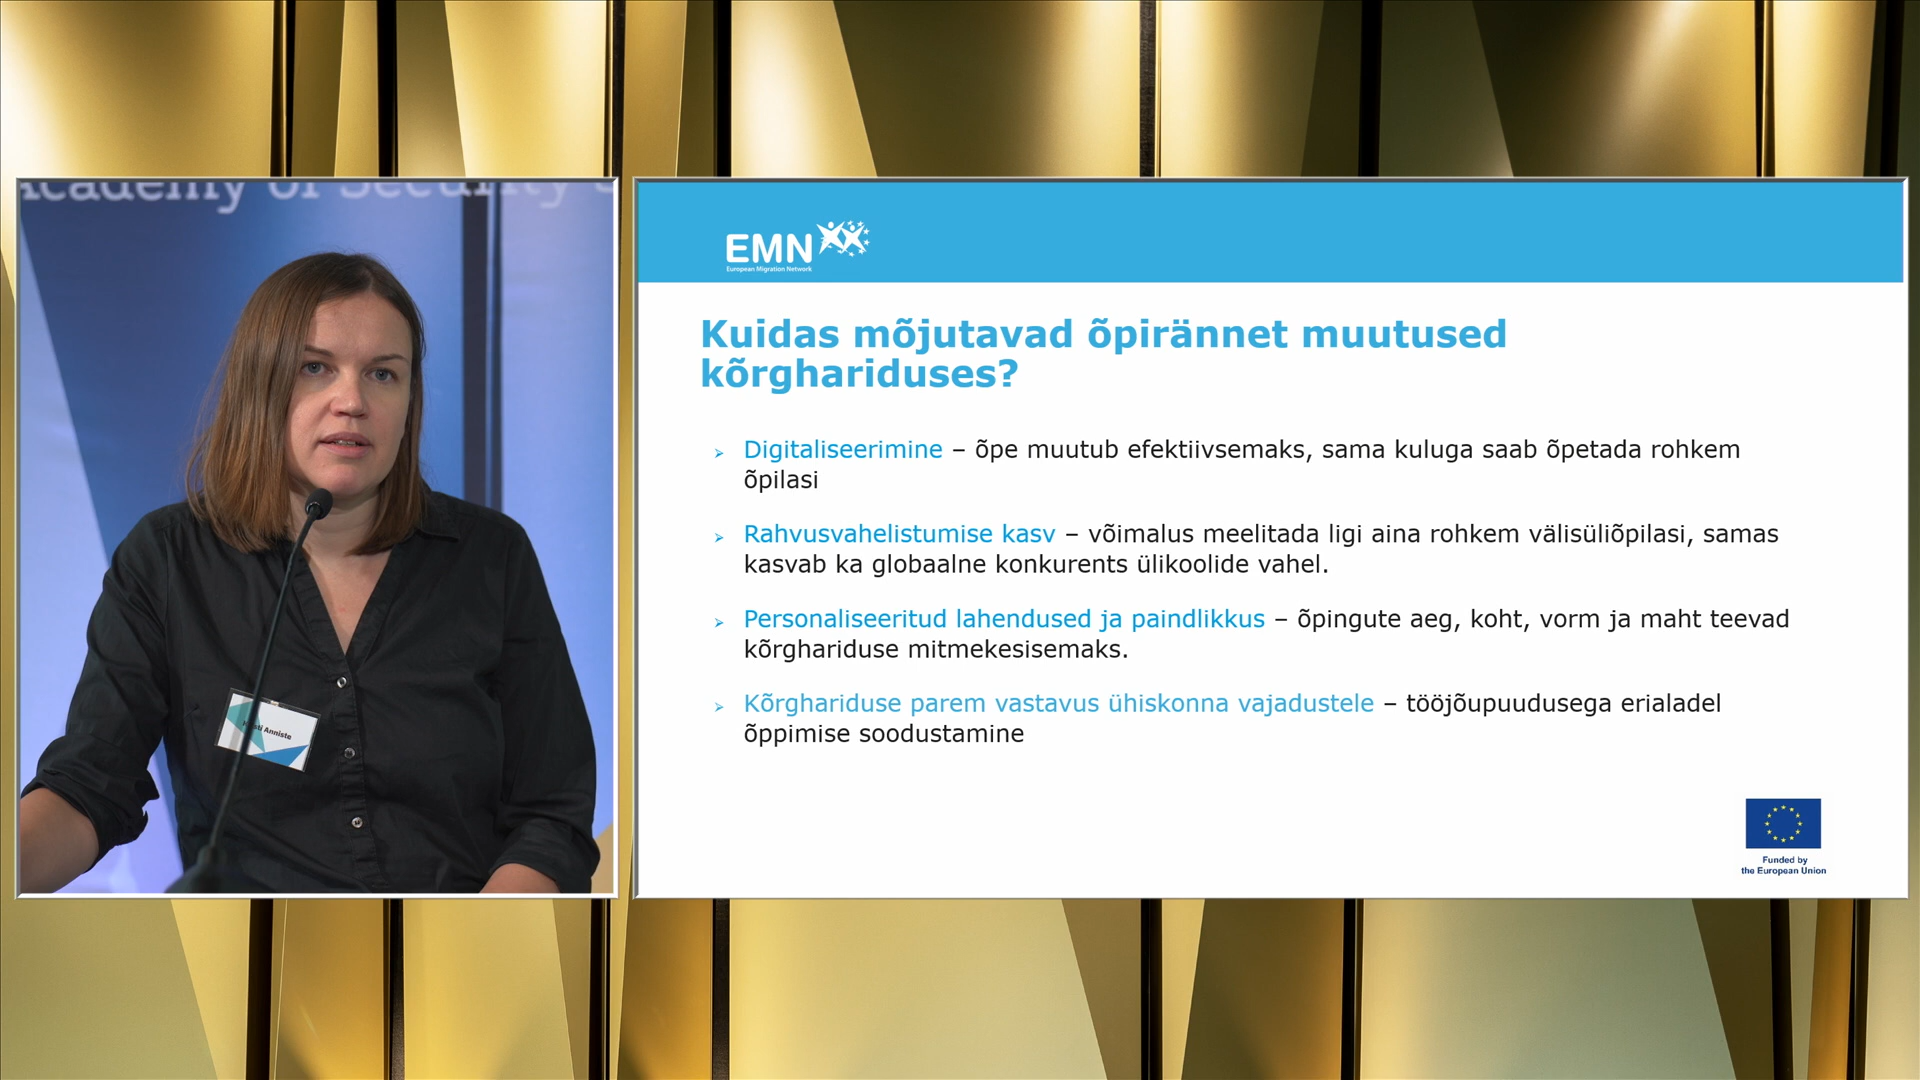 Academy of Security
Anniste
EMN
European Migration Network
Kuidas mõjutavad õpirännet muutused
kõrghariduses?
Digitaliseerimine – õpe muutub efektiivsemaks, sama kuluga saab õpetada rohkem
õpilasi
Rahvusvahelistumise kasv – võimalus meelitada ligi aina rohkem välisüliõpilasi, samas
kasvab ka globaalne konkurents ülikoolide vahel.
Personaliseeritud lahendused ja paindlikkus – õpingute aeg, koht, vorm ja maht teevad
kõrghariduse mitmekesisemaks.
Kõrghariduse parem vastavus ühiskonna vajadustele – tööjõupuudusega erialadel
õppimise soodustamine
Funded by
the European Union